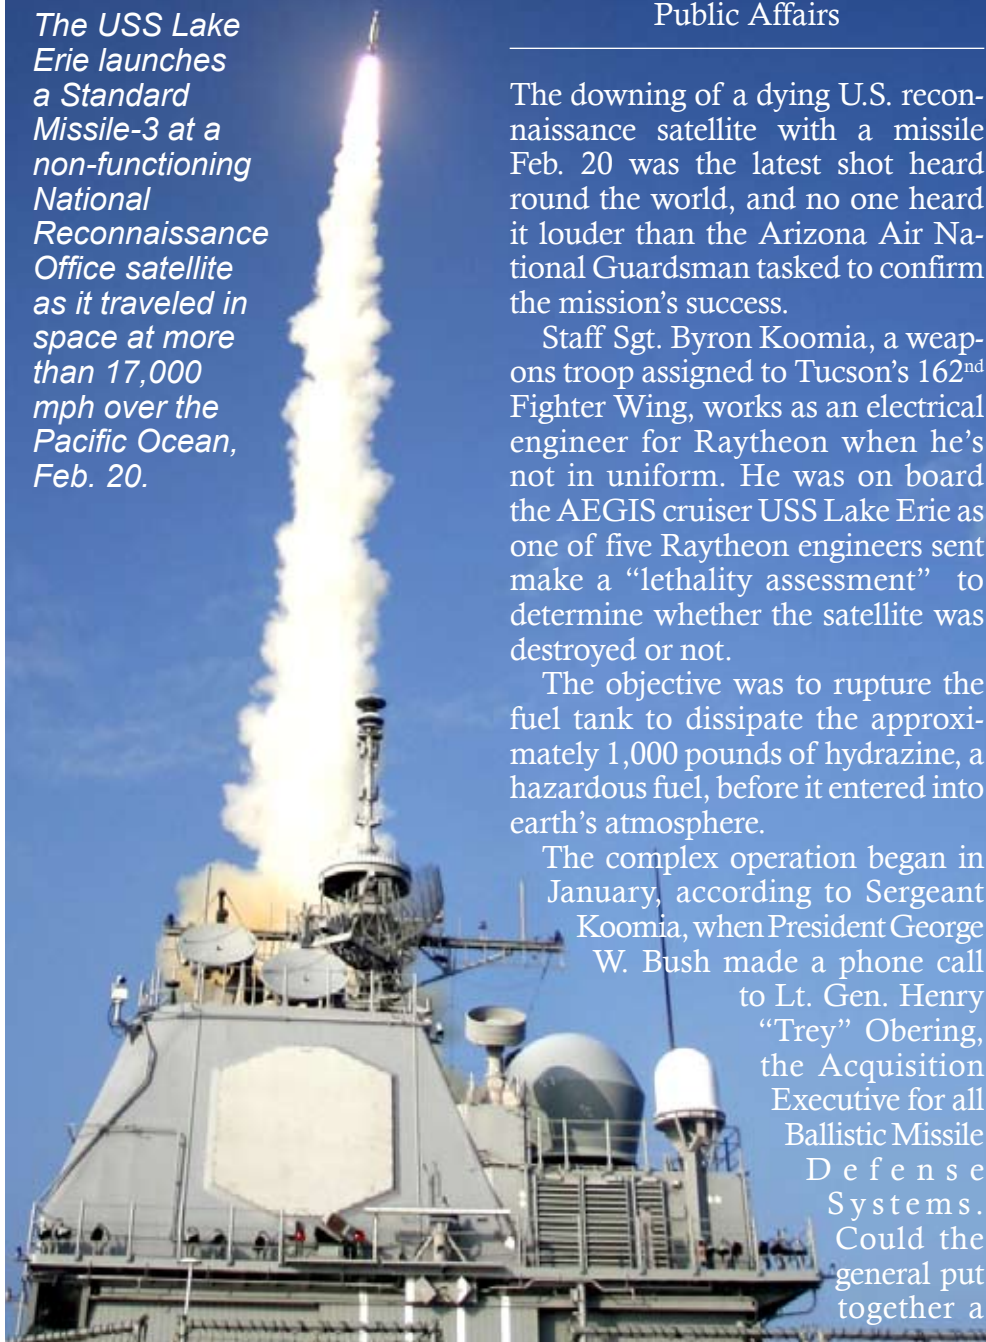 The USS Lake
Erie launches
a Standard
Missile-3 at a
non-functioning
National
Reconnaissance
Office satellite
as it traveled in
space at more
than 17,000
mph over the
Pacific Ocean,
Feb. 20.
Public Affairs
The downing of a dying U.S. recon-
naissance satellite with a missile
Feb. 20 was the latest shot heard
round the world, and no one heard
it louder than the Arizona Air Na-
tional Guardsman tasked to confirm
the mission’s success.
Staff Sgt. Byron Koomia, a weap-
ons troop assigned to Tucson’s 162nd
Fighter Wing, works as an electrical
engineer for Raytheon when he’s
not in uniform. He was on board
the AEGIS cruiser USS Lake Erie as
one of five Raytheon engineers sent
make a “lethality assessment” to
determine whether the satellite was
destroyed or not.
The objective was to rupture the
fuel tank to dissipate the approxi-
mately 1,000 pounds of hydrazine, a
hazardous fuel, before it entered into
earth’s atmosphere.
The complex operation began in
January, according to Sergeant
Koomia, when President George
W. Bush made a phone call
to Lt. Gen. Henry
“Trey” Obering,
the Acquisition
Executive for all
Ballistic Missile
Defense
Systems.
Could the
general put
together a